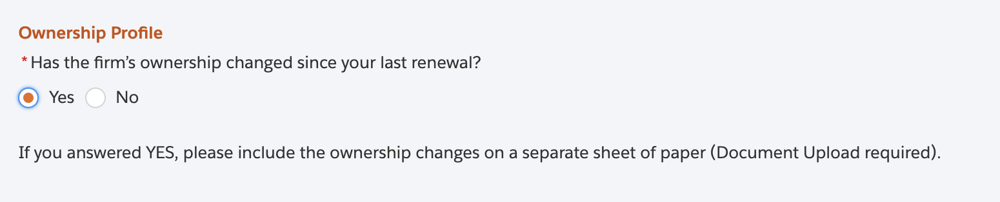 Ownership Profile
* Has the firm’s ownership changed since your last renewal?
Yes No
If you answered YES, please include the ownership changes on a separate sheet of paper (Document Upload required).